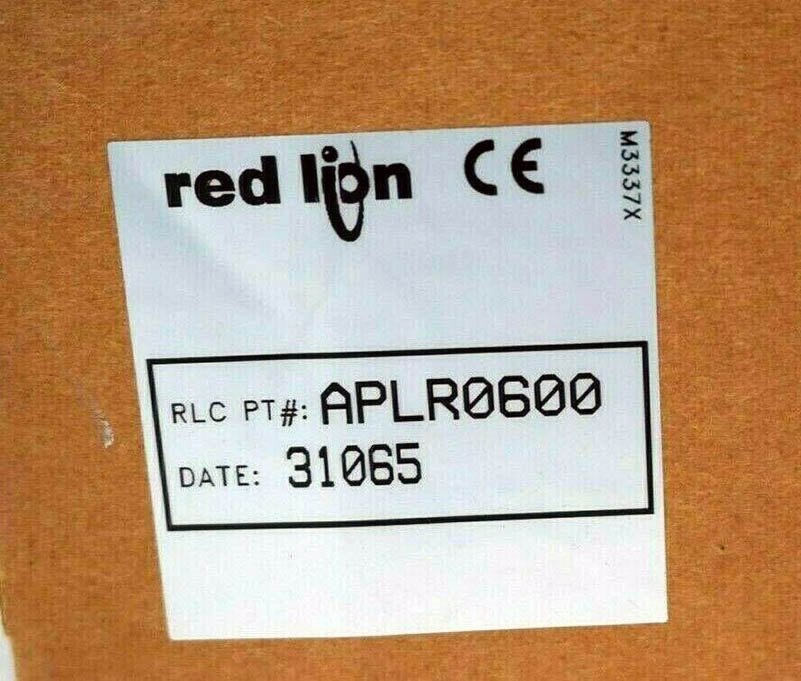 red lion CE
M3337X
RLC PT#: APLR0600
DATE: 31065